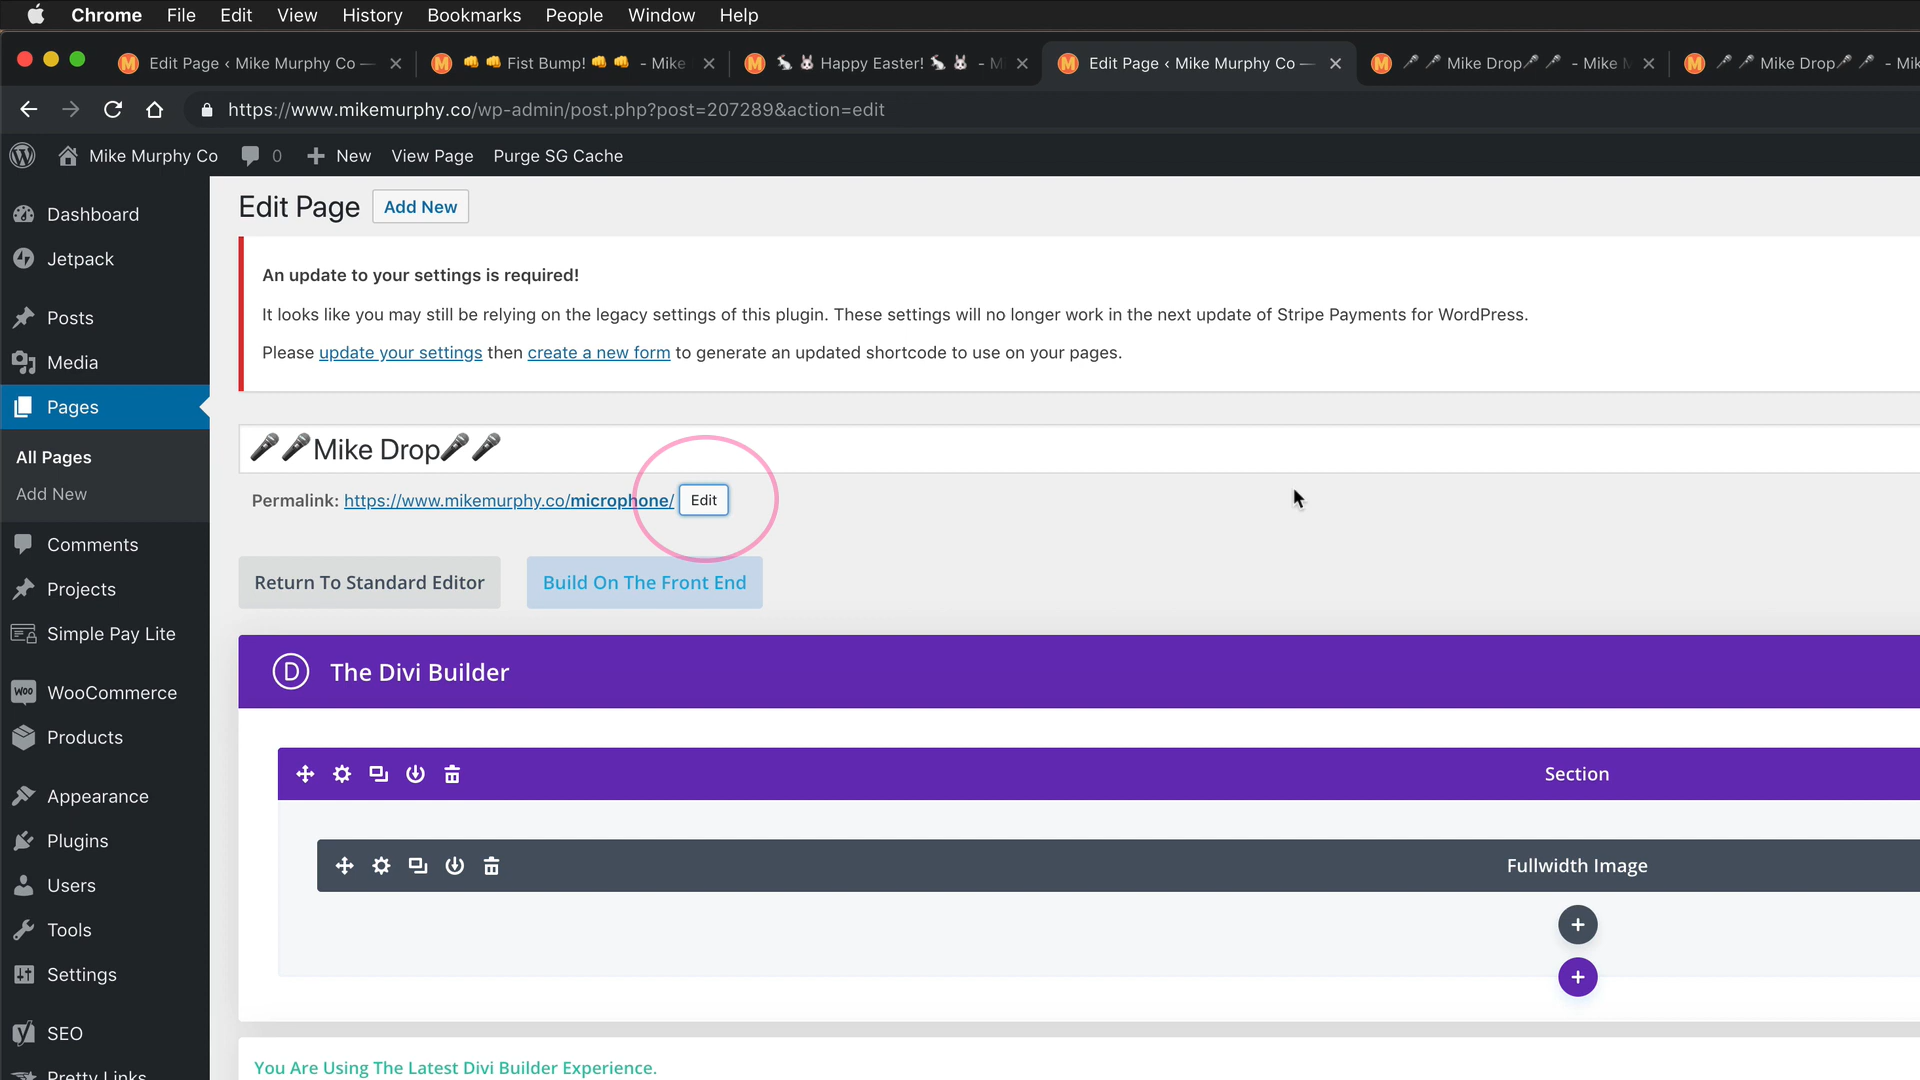 Chrome File Edit View History Bookmarks People Window Help
Edit Page ‹ Mike Murphy Co —
👊👊 Fist Bump! 👊👊 - Mike
🐇🐰 Happy Easter! 🐇🐰 - Mi
Edit Page ‹ Mike Murphy Co —
🎤🎤 Mike Drop🎤🎤 - Mike
🎤🎤 Mike Drop🎤🎤 - Mik
https://www.mikemurphy.co/wp-admin/post.php?post=207289&action=edit
Mike Murphy Co 0 New View Page Purge SG Cache
Dashboard
Jetpack
Posts
Media
Pages
All Pages
Add New
Comments
Projects
Simple Pay Lite
WooCommerce
Products
Appearance
Plugins
Users
Tools
Settings
SEO
Pretty Links
Edit Page Add New
An update to your settings is required!
It looks like you may still be relying on the legacy settings of this plugin. These settings will no longer work in the next update of Stripe Payments for WordPress.
Please update your settings then create a new form to generate an updated shortcode to use on your pages.
🎤🎤Mike Drop🎤🎤
Permalink: https://www.mikemurphy.co/microphone/ Edit
Return To Standard Editor Build On The Front End
D The Divi Builder
Section
Fullwidth Image
You Are Using The Latest Divi Builder Experience.